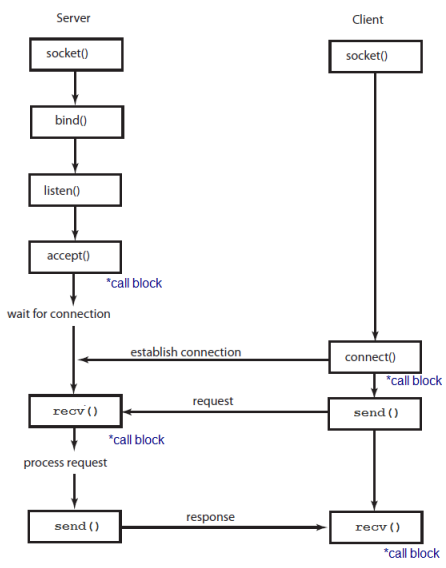 Server
Client
socket()
socket()
bind()
listen()
accept()
*call block
wait for connection
establish connection
connect()
*call block
request
recv()
send()
*call block
process request
response
send()
recv()
*call block